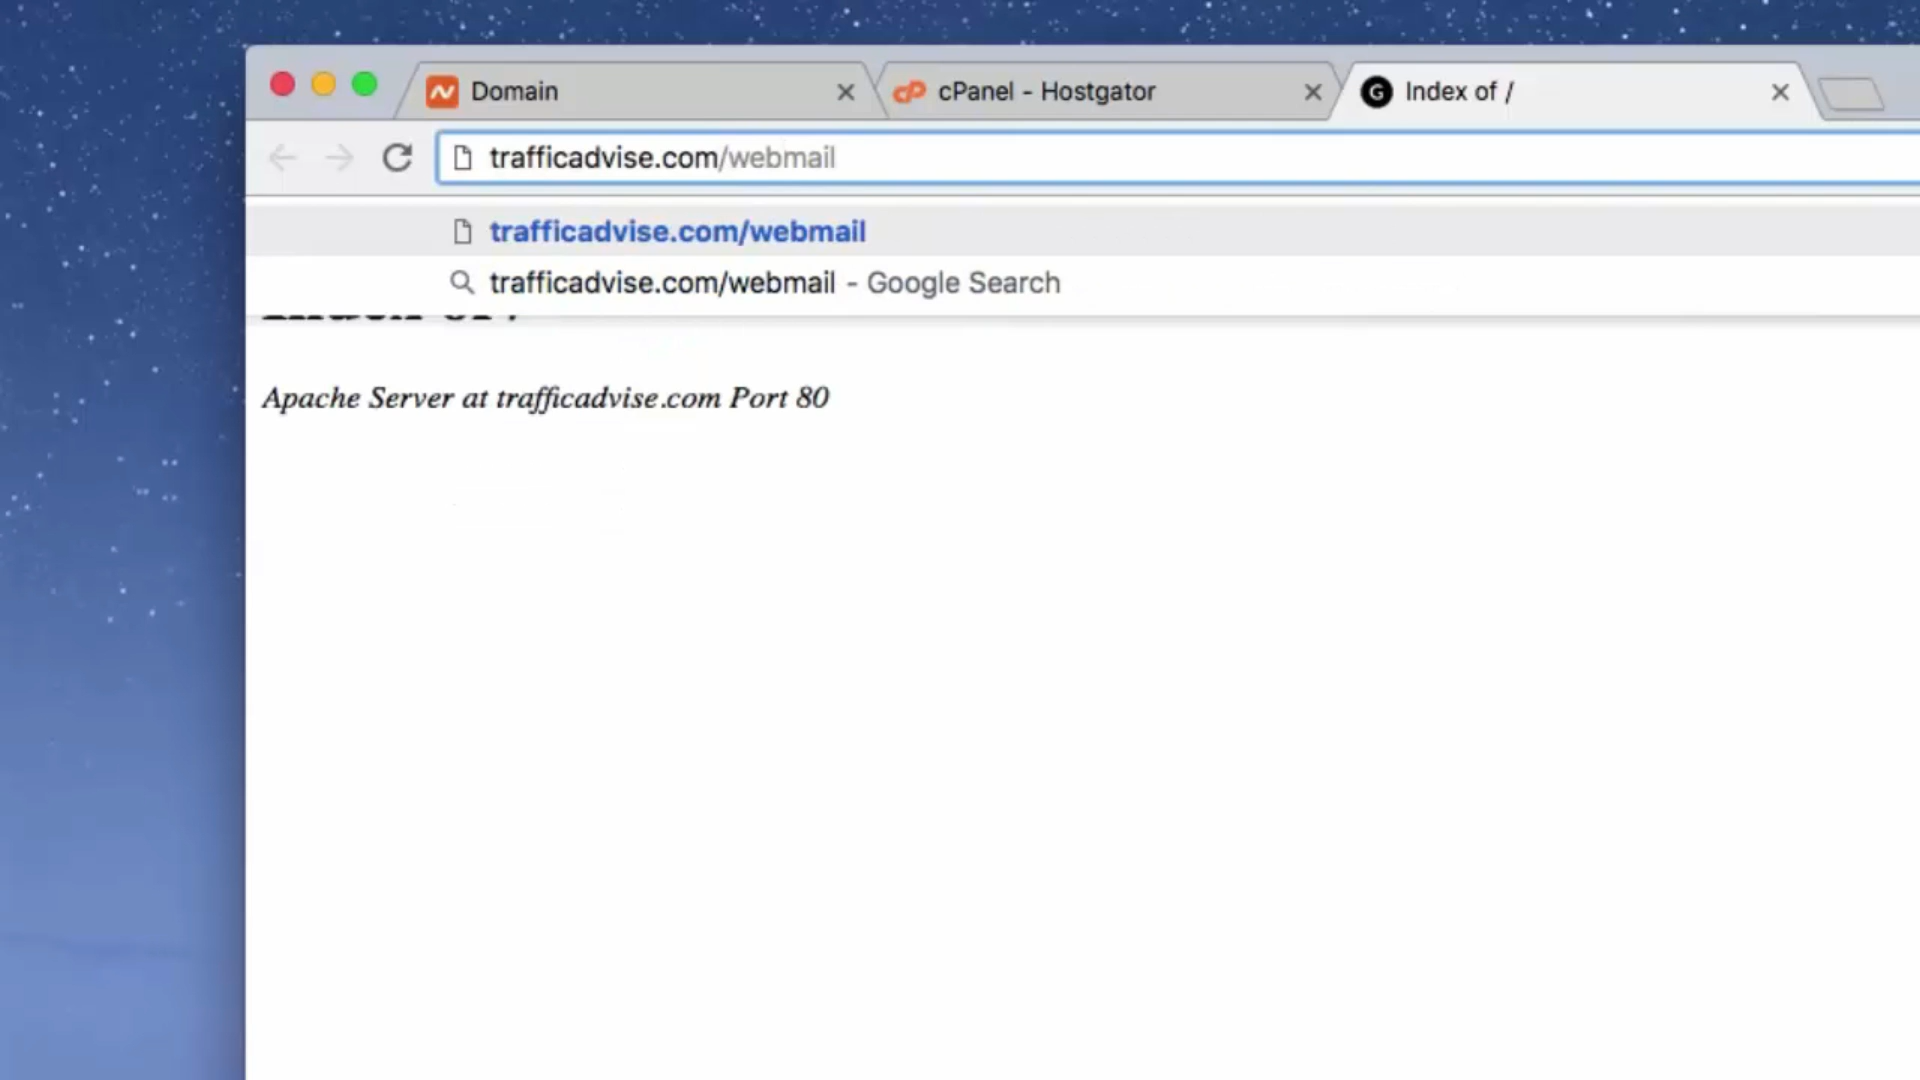 Domain
cPanel - Hostgator
Index of /
trafficadvise.com/webmail
trafficadvise.com/webmail
trafficadvise.com/webmail - Google Search
Apache Server at trafficadvise.com Port 80